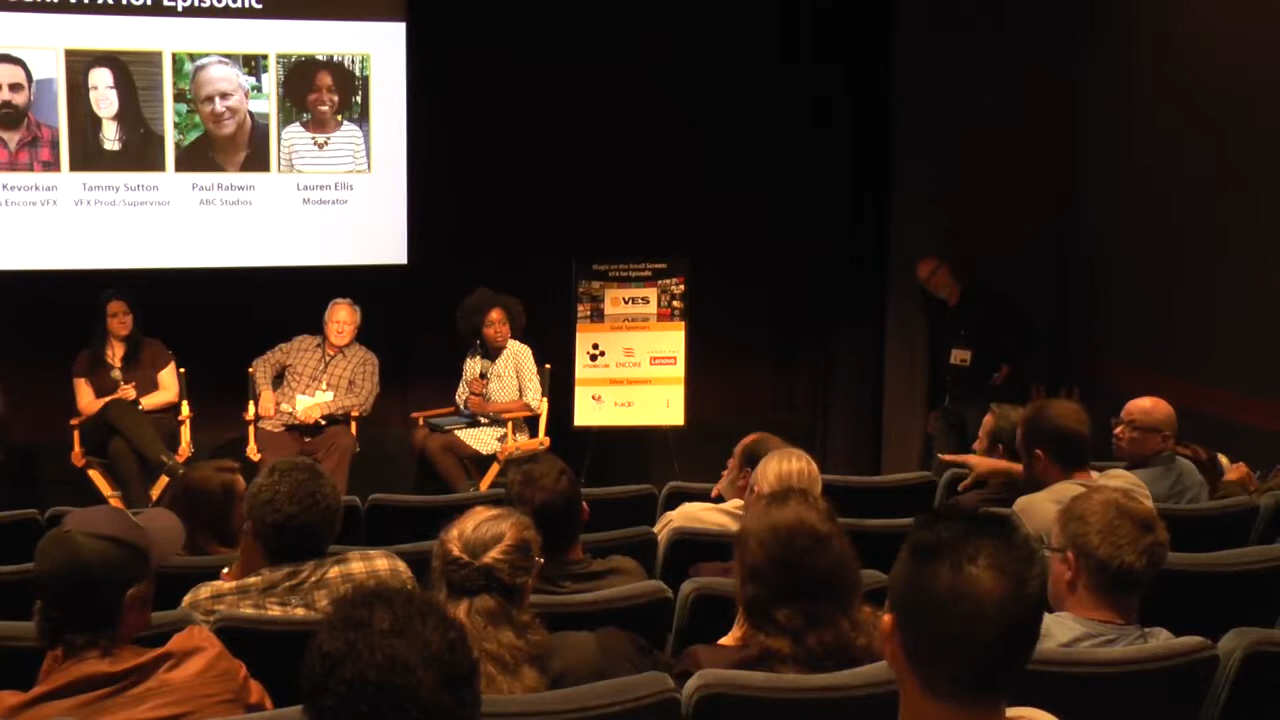 VFX for Episodic
Kevorkian
Encore VFX
Tammy Sutton
VFX Prod./Supervisor
Paul Rabwin
ABC Studios
Lauren Ellis
Moderator
Magic on the Small Screen:
VFX for Episodic
VES
Gold Sponsors
molecule
ENCORE
Lenovo
Silver Sponsors